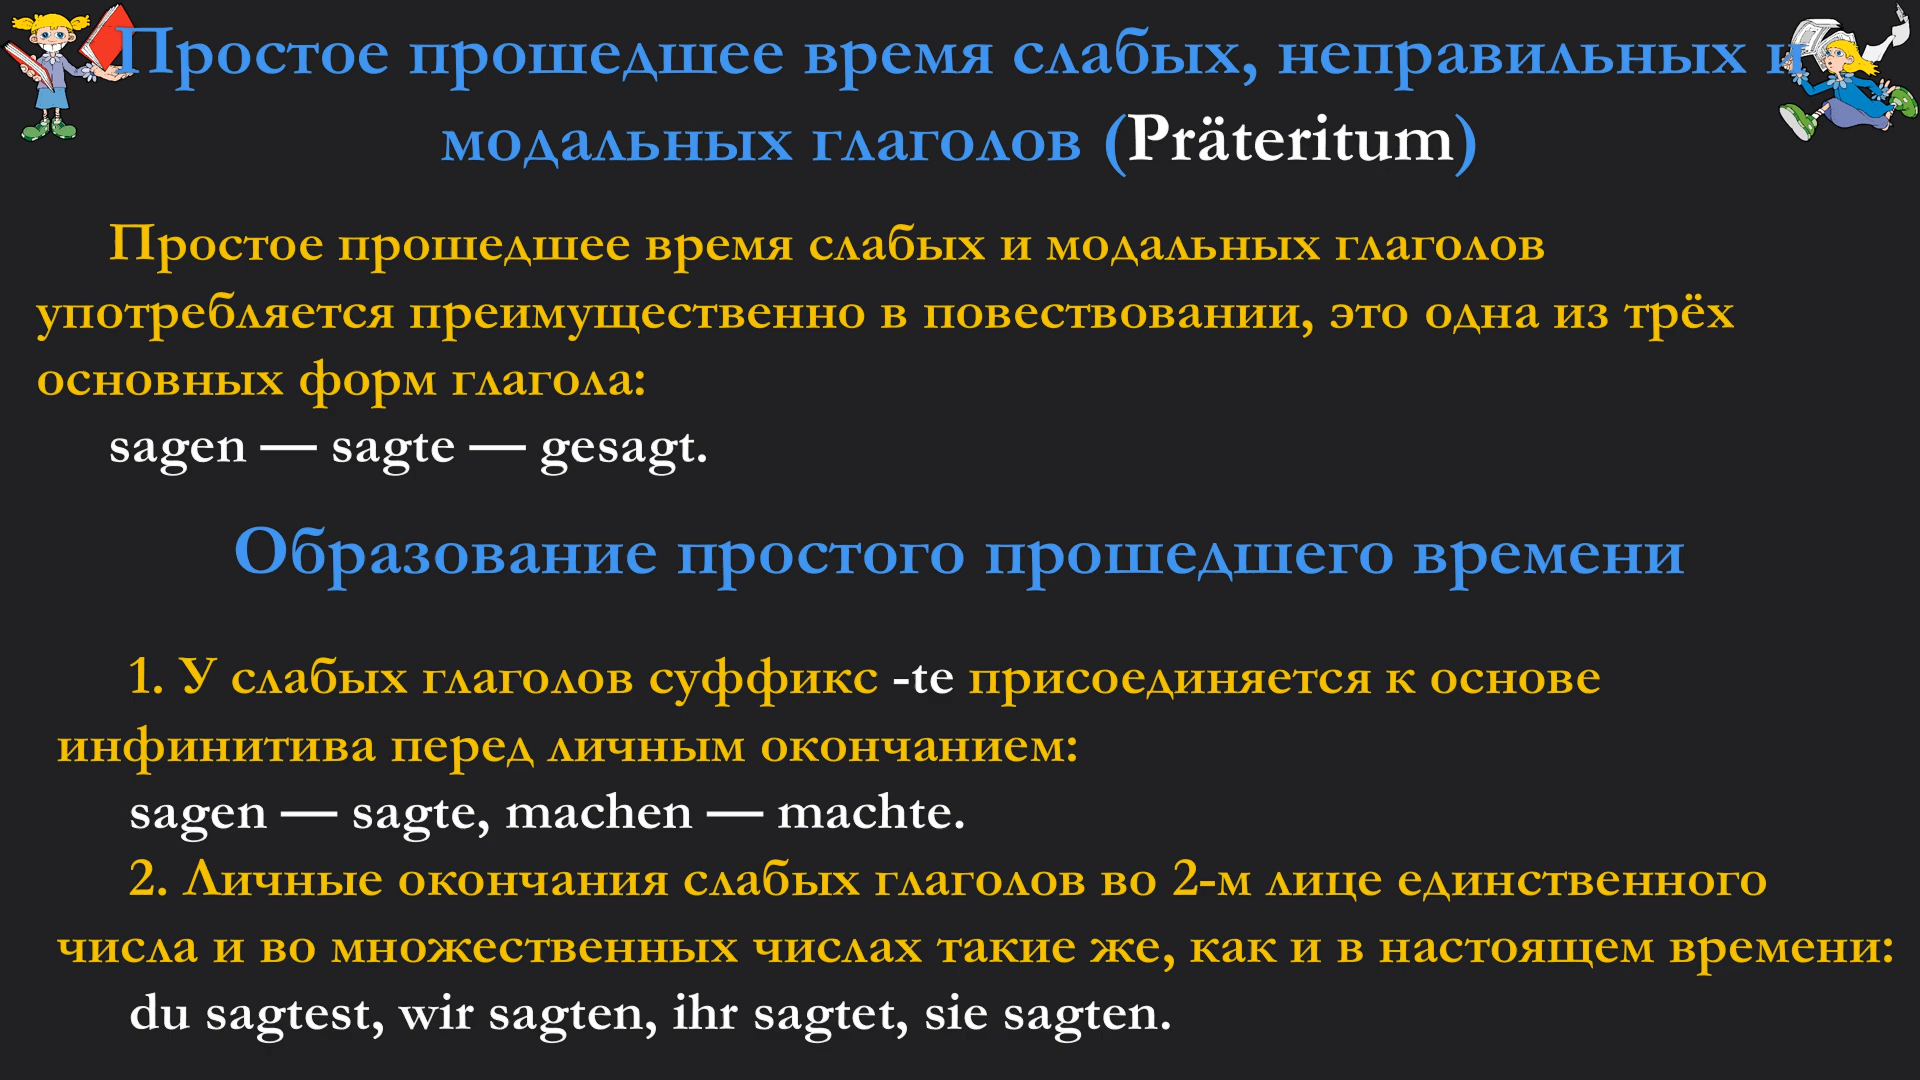 Простое прошедшее время слабых, неправильных и
модальных глаголов (Präteritum)
Простое прошедшее время слабых и модальных глаголов
употребляется преимущественно в повествовании, это одна из трёх
основных форм глагола:
sagen — sagte — gesagt.
Образование простого прошедшего времени
1. У слабых глаголов суффикс -te присоединяется к основе
инфинитива перед личным окончанием:
sagen — sagte, machen — machte.
2. Личные окончания слабых глаголов во 2-м лице единственного
числа и во множественных числах такие же, как и в настоящем времени:
du sagtest, wir sagten, ihr sagtet, sie sagten.